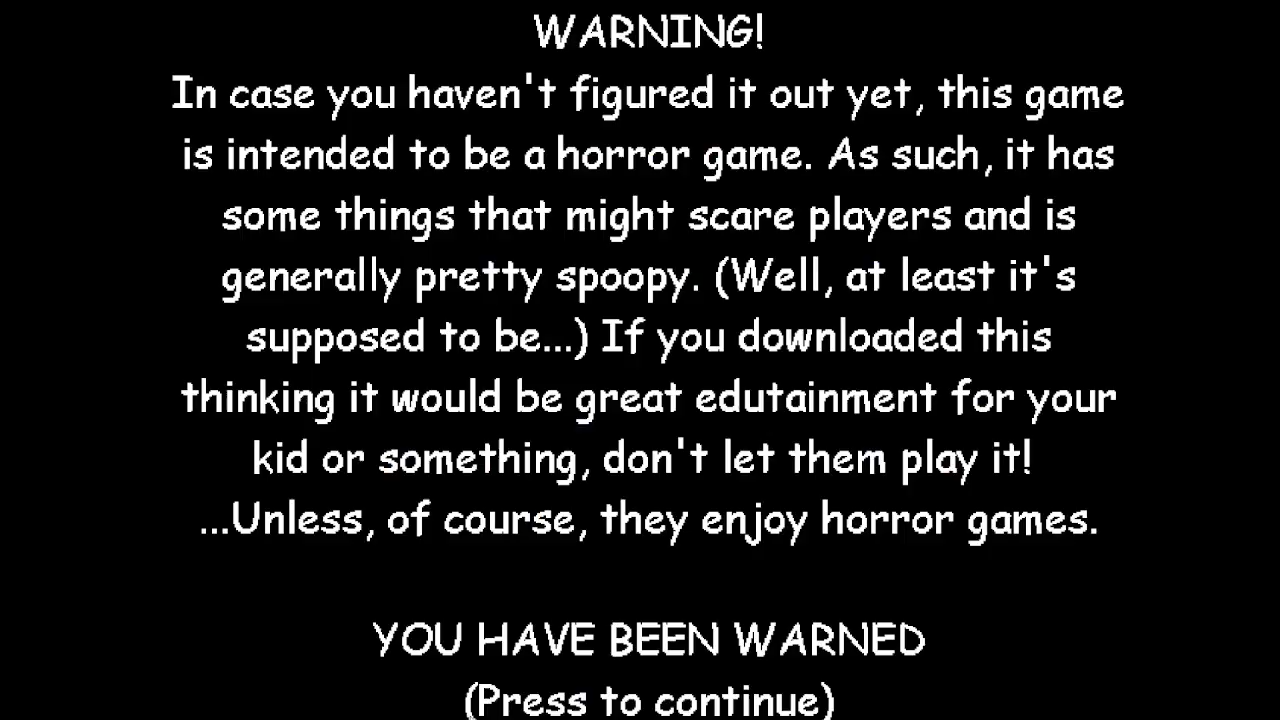 WARNING!
In case you haven't figured it out yet, this game
is intended to be a horror game. As such, it has
some things that might scare players and is
generally pretty spoopy. (Well, at least it's
supposed to be...) If you downloaded this
thinking it would be great edutainment for your
kid or something, don't let them play it!
...Unless, of course, they enjoy horror games.
YOU HAVE BEEN WARNED
(Press to continue)